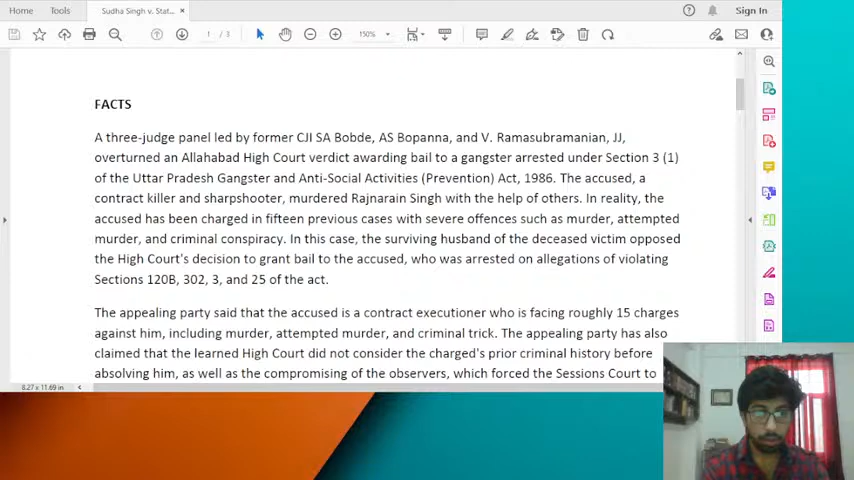 Home Tools Sudha Singh v. Stat... × Sign In
1 / 3 150%
FACTS
A three-judge panel led by former CJI SA Bobde, AS Bopanna, and V. Ramasubramanian, JJ,
overturned an Allahabad High Court verdict awarding bail to a gangster arrested under Section 3 (1)
of the Uttar Pradesh Gangster and Anti-Social Activities (Prevention) Act, 1986. The accused, a
contract killer and sharpshooter, murdered Rajnarain Singh with the help of others. In reality, the
accused has been charged in fifteen previous cases with severe offences such as murder, attempted
murder, and criminal conspiracy. In this case, the surviving husband of the deceased victim opposed
the High Court's decision to grant bail to the accused, who was arrested on allegations of violating
Sections 120B, 302, 3, and 25 of the act.
The appealing party said that the accused is a contract executioner who is facing roughly 15 charges
against him, including murder, attempted murder, and criminal trick. The appealing party has also
claimed that the learned High Court did not consider the charged's prior criminal history before
absolving him, as well as the compromising of the observers, which forced the Sessions Court to
8.27 x 11.69 in